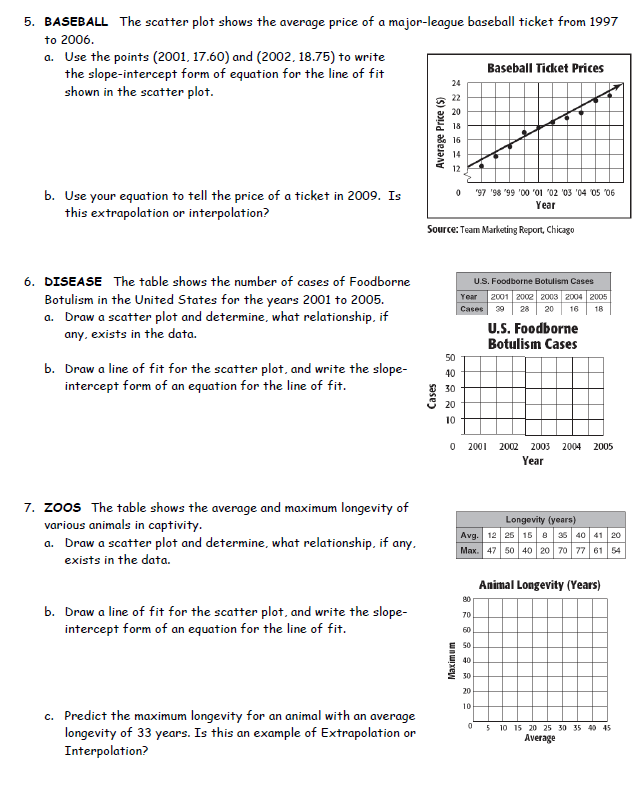 5. BASEBALL The scatter plot shows the average price of a major-league baseball ticket from 1997
to 2006.
a. Use the points (2001, 17.60) and (2002, 18.75) to write
the slope-intercept form of equation for the line of fit
shown in the scatter plot.
Baseball Ticket Prices
Average Price ($)
24
22
20
18
16
14
12
0 '97 '98 '99 '00 '01 '02 '03 '04 '05 '06
Year
Source: Team Marketing Report, Chicago
b. Use your equation to tell the price of a ticket in 2009. Is
this extrapolation or interpolation?
6. DISEASE The table shows the number of cases of Foodborne
Botulism in the United States for the years 2001 to 2005.
a. Draw a scatter plot and determine, what relationship, if
any, exists in the data.
b. Draw a line of fit for the scatter plot, and write the slope-
intercept form of an equation for the line of fit.
U.S. Foodborne Botulism Cases
Year 2001 2002 2003 2004 2005
Cases 39 28 20 16 18
U.S. Foodborne
Botulism Cases
Cases
50
40
30
20
10
0 2001 2002 2003 2004 2005
Year
7. ZOOS The table shows the average and maximum longevity of
various animals in captivity.
a. Draw a scatter plot and determine, what relationship, if any,
exists in the data.
Longevity (years)
Avg. 12 25 15 8 35 40 41 20
Max. 47 50 40 20 70 77 61 54
b. Draw a line of fit for the scatter plot, and write the slope-
intercept form of an equation for the line of fit.
Animal Longevity (Years)
Maximum
80
70
60
50
40
30
20
10
0 5 10 15 20 25 30 35 40 45
Average
c. Predict the maximum longevity for an animal with an average
longevity of 33 years. Is this an example of Extrapolation or
Interpolation?